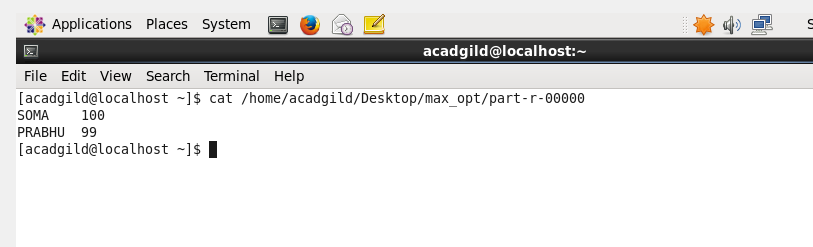 Applications Places System S
acadgild@localhost:~
File Edit View Search Terminal Help
[acadgild@localhost ~]$ cat /home/acadgild/Desktop/max_opt/part-r-00000
SOMA    100
PRABHU  99
[acadgild@localhost ~]$